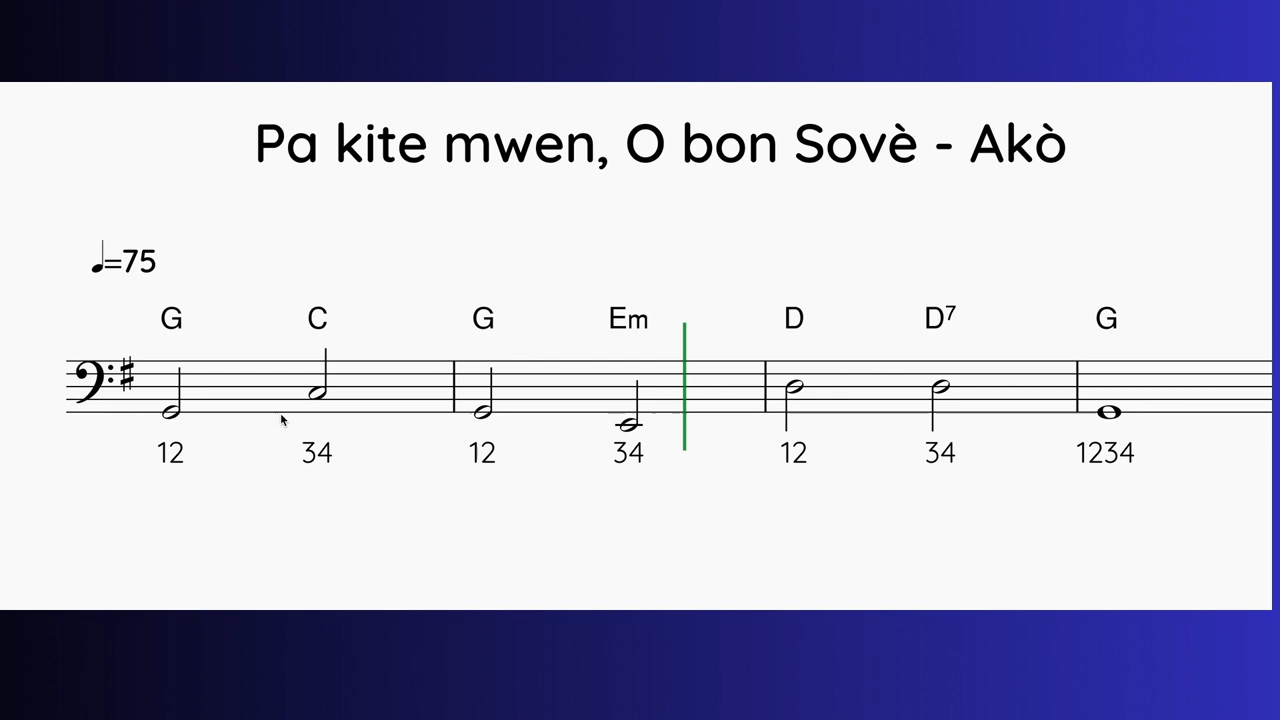 Pa kite mwen, O bon Sovè - Akò
♩=75
G C G Em D D7 G
12 34 12 34 12 34 1234